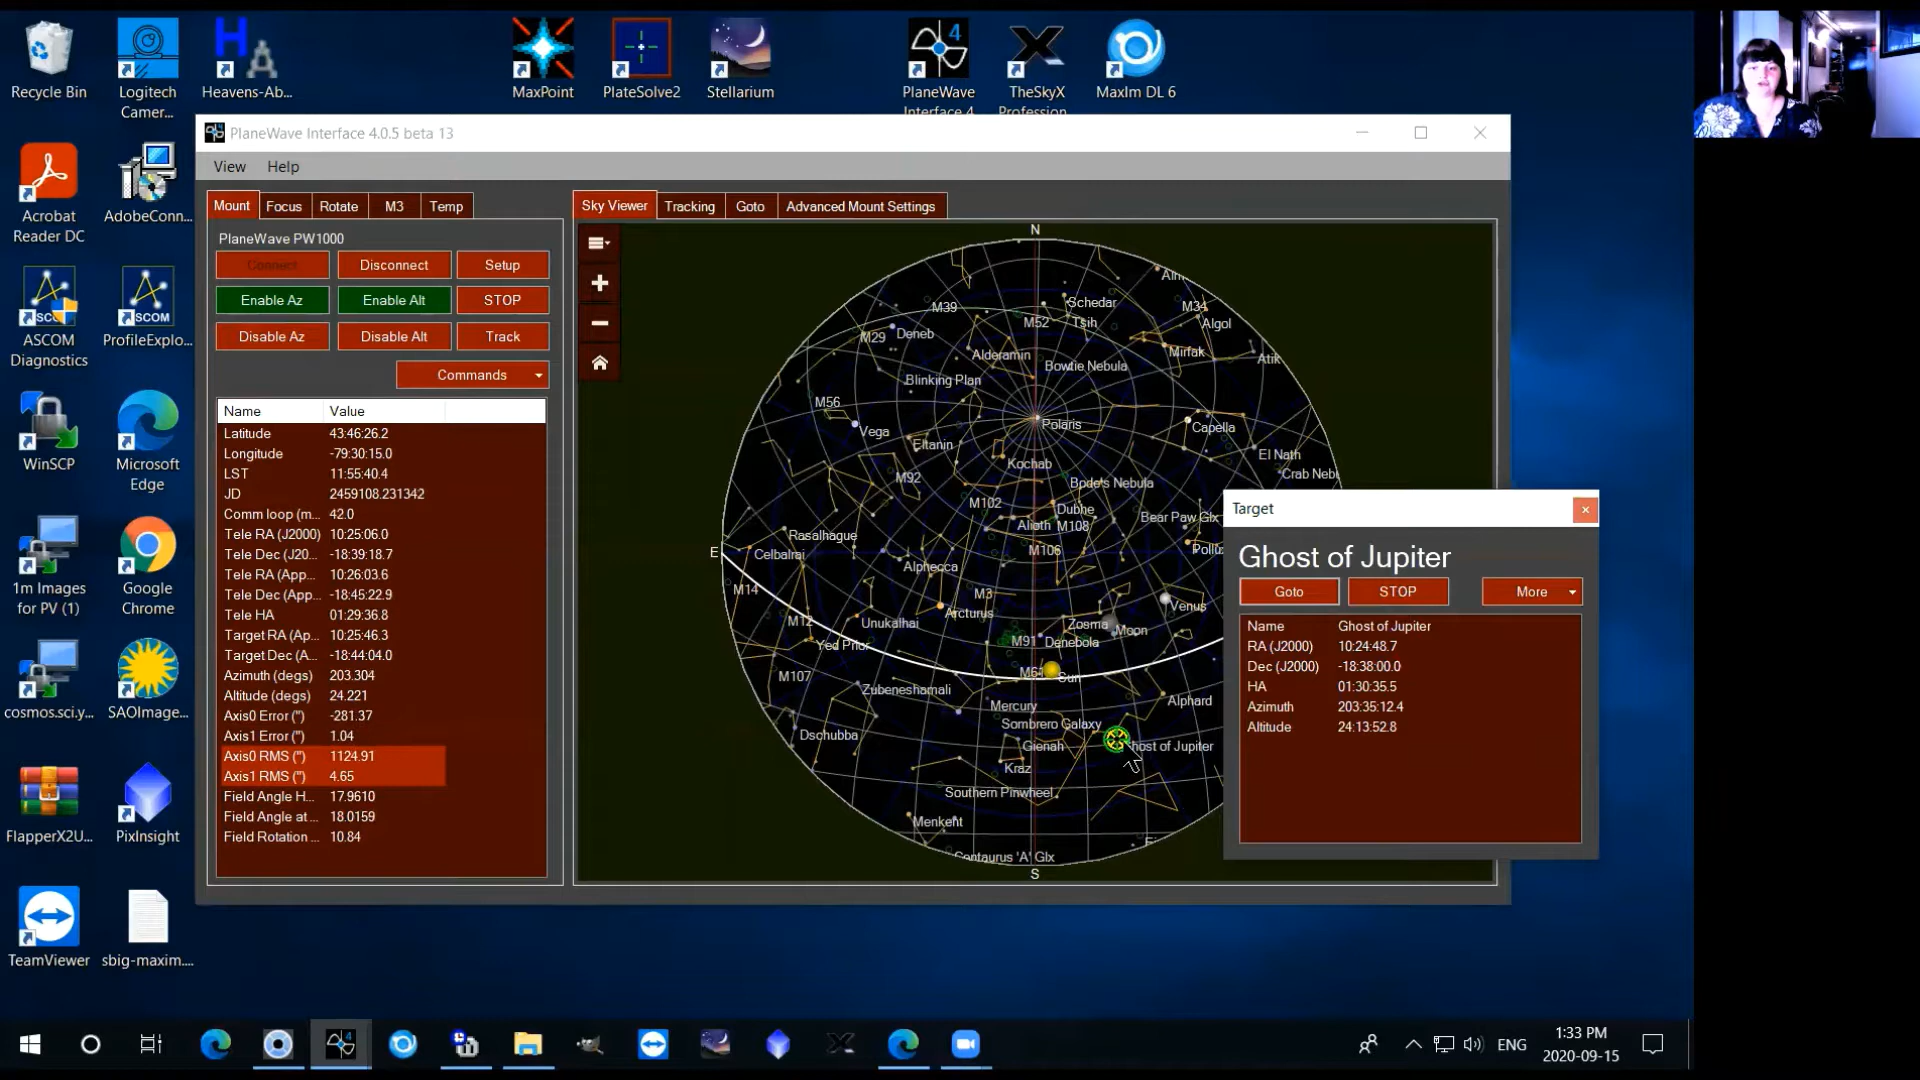 Recycle Bin
Logitech
Camer...
Heavens-Ab...
MaxPoint
PlateSolve2
Stellarium
PlaneWave
Interface 4
TheSkyX
Profession
MaxIm DL 6
Acrobat
Reader DC
AdobeConn...
ASCOM
Diagnostics
ProfileExplo...
WinSCP
Microsoft
Edge
1m Images
for PV (1)
Google
Chrome
cosmos.sci.y...
SAOImage...
FlapperX2U...
PixInsight
TeamViewer
sbig-maxim....
PlaneWave Interface 4.0.5 beta 13
View Help
Mount Focus Rotate M3 Temp
PlaneWave PW1000
Connect Disconnect Setup
Enable Az Enable Alt STOP
Disable Az Disable Alt Track
Commands
Name Value
Latitude 43:46:26.2
Longitude -79:30:15.0
LST 11:55:40.4
JD 2459108.231342
Comm loop (m... 42.0
Tele RA (J2000) 10:25:06.0
Tele Dec (J20... -18:39:18.7
Tele RA (App... 10:26:03.6
Tele Dec (App... -18:45:22.9
Tele HA 01:29:36.8
Target RA (Ap... 10:25:46.3
Target Dec (A... -18:44:04.0
Azimuth (degs) 203.304
Altitude (degs) 24.221
Axis0 Error (") -281.37
Axis1 Error (") 1.04
Axis0 RMS (") 1124.91
Axis1 RMS (") 4.65
Field Angle H... 17.9610
Field Angle at ... 18.0159
Field Rotation ... 10.84
Sky Viewer Tracking Goto Advanced Mount Settings
N
M39 Schedar M34
M29 Deneb M52 Tsih Algol
Alderamin Mirfak Atik
Blinking Plan Bowtie Nebula
M56
Vega Eltanin Polaris Capella
Kochab El Nath
M92 Bode's Nebula Crab Neb
M102 Dubhe
Alioth M108 Bear Paw Glx
Rasalhague
E Celbalrai M106 Pollu
Alphecca
M14 M3
Arcturus Venus
M12 Unukalhai Zosma Moon
Yed Prior M91 Denebola
M107 M61 Sun
Zubeneshamali
Mercury Alphard
Sombrero Galaxy
Dschubba Gienah Ghost of Jupiter
Kraz
Southern Pinwheel
Menkent
Centaurus 'A' Glx
S
Target
Ghost of Jupiter
Goto STOP More
Name Ghost of Jupiter
RA (J2000) 10:24:48.7
Dec (J2000) -18:38:00.0
HA 01:30:35.5
Azimuth 203:35:12.4
Altitude 24:13:52.8
ENG
1:33 PM
2020-09-15